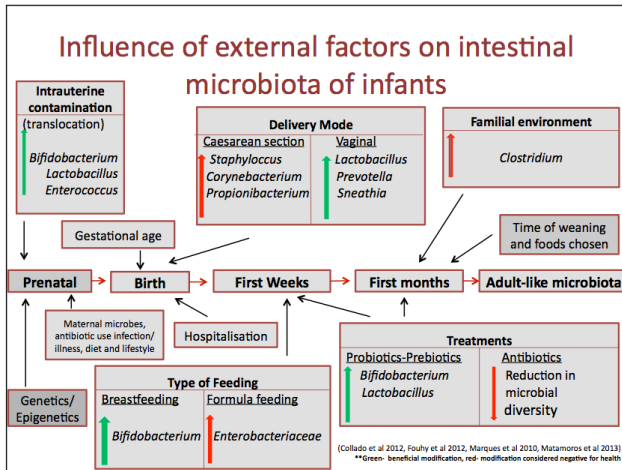 Influence of external factors on intestinal
microbiota of infants
Intrauterine
contamination
(translocation)
Bifidobacterium
Lactobacillus
Enterococcus
Delivery Mode
Caesarean section
Staphyloccus
Corynebacterium
Propionibacterium
Vaginal
Lactobacillus
Prevotella
Sneathia
Familial environment
Clostridium
Gestational age
Time of weaning
and foods chosen
Prenatal
Birth
First Weeks
First months
Adult-like microbiota
Maternal microbes,
antibiotic use infection/
illness, diet and lifestyle
Hospitalisation
Genetics/
Epigenetics
Type of Feeding
Breastfeeding
Bifidobacterium
Formula feeding
Enterobacteriaceae
Treatments
Probiotics-Prebiotics
Bifidobacterium
Lactobacillus
Antibiotics
Reduction in
microbial
diversity
(Collado et al 2012, Fouhy et al 2012, Marques et al 2010, Matamoros et al 2013)
**Green- beneficial modification, red- modification considered negative for health